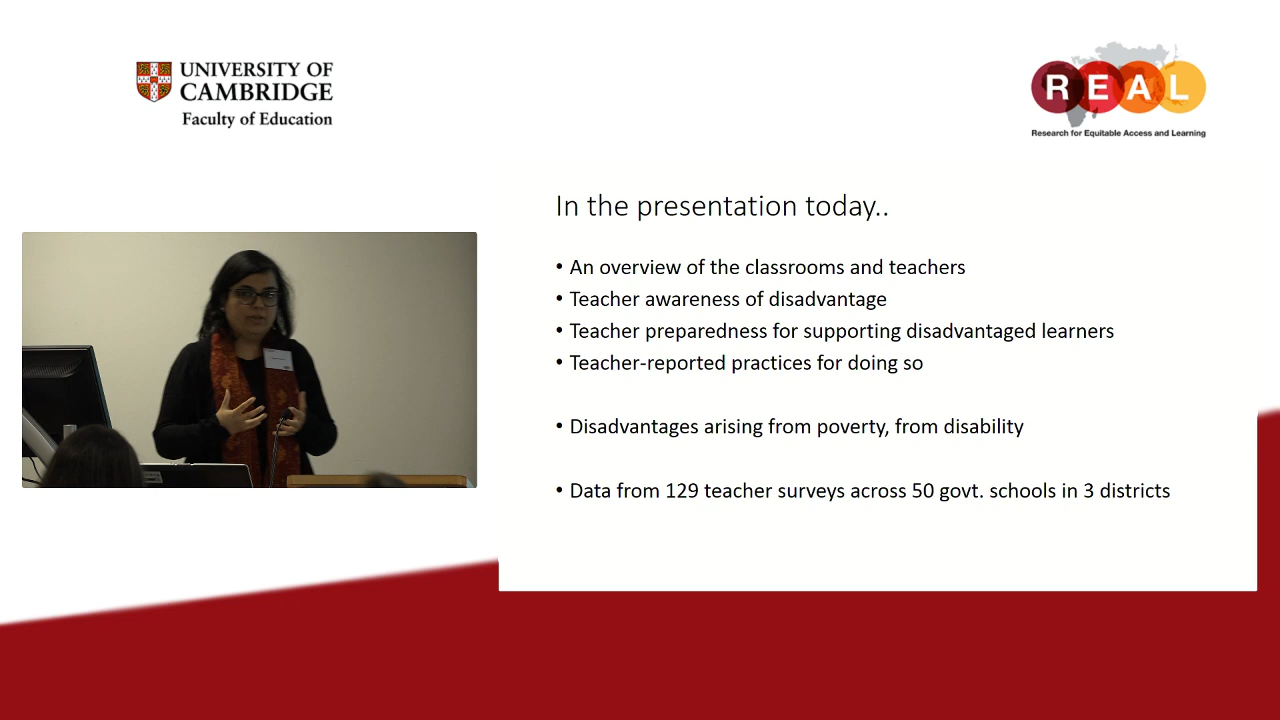 UNIVERSITY OF
CAMBRIDGE
Faculty of Education
REAL
Research for Equitable Access and Learning
In the presentation today..
• An overview of the classrooms and teachers
• Teacher awareness of disadvantage
• Teacher preparedness for supporting disadvantaged learners
• Teacher-reported practices for doing so
• Disadvantages arising from poverty, from disability
• Data from 129 teacher surveys across 50 govt. schools in 3 districts